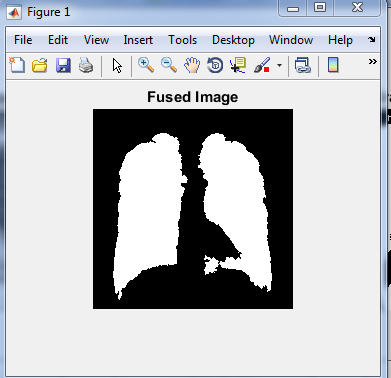 Figure 1
File Edit View Insert Tools Desktop Window Help
Fused Image